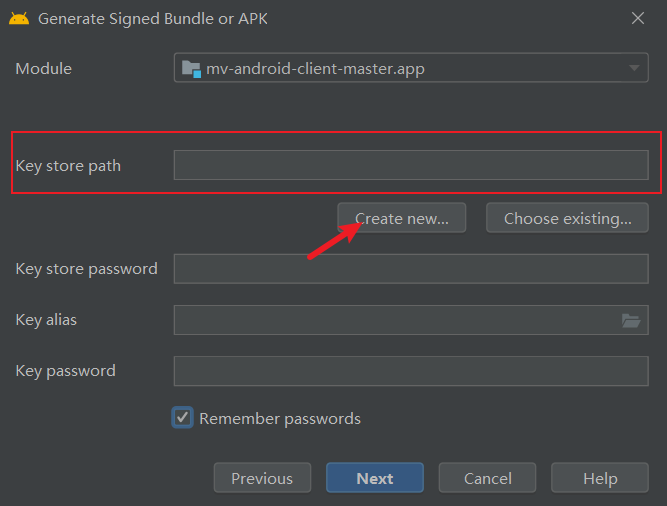 Generate Signed Bundle or APK
Module
mv-android-client-master.app
Key store path
Create new...
Choose existing...
Key store password
Key alias
Key password
Remember passwords
Previous
Next
Cancel
Help